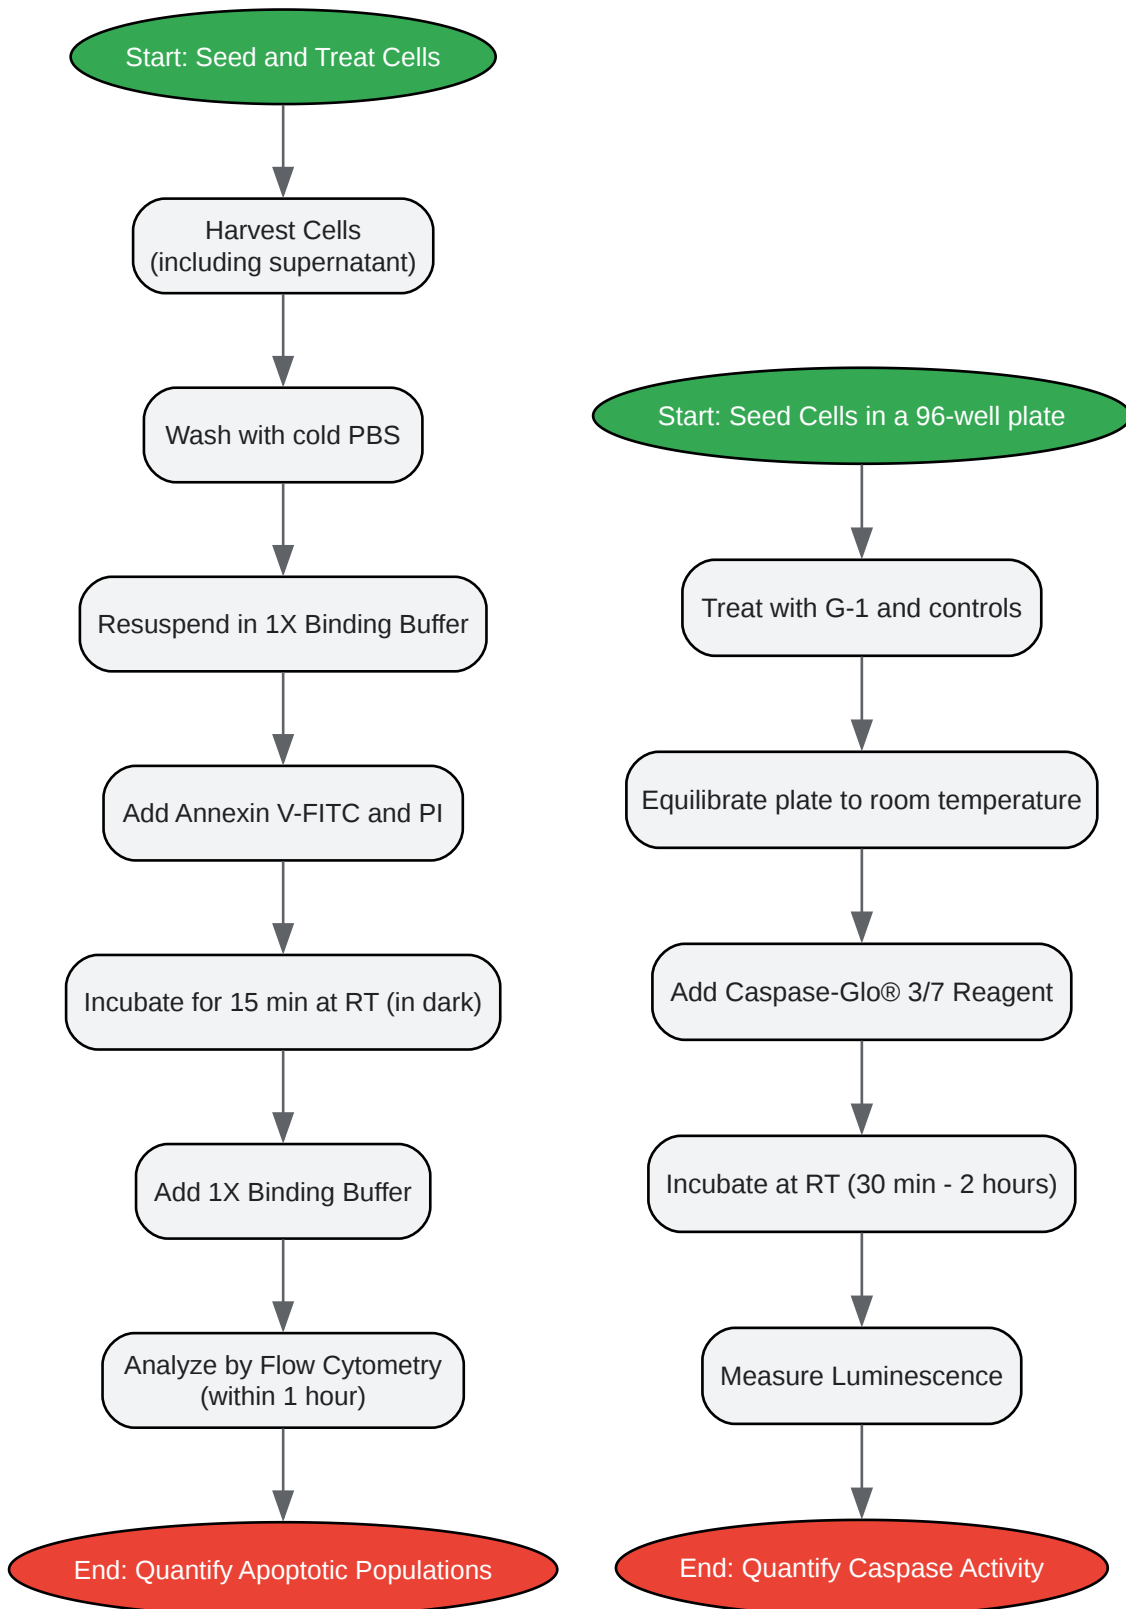 Start: Seed and Treat Cells
Harvest Cells
(including supernatant)
Wash with cold PBS
Resuspend in 1X Binding Buffer
Add Annexin V-FITC and PI
Incubate for 15 min at RT (in dark)
Add 1X Binding Buffer
Analyze by Flow Cytometry
(within 1 hour)
End: Quantify Apoptotic Populations
Start: Seed Cells in a 96-well plate
Treat with G-1 and controls
Equilibrate plate to room temperature
Add Caspase-Glo® 3/7 Reagent
Incubate at RT (30 min - 2 hours)
Measure Luminescence
End: Quantify Caspase Activity